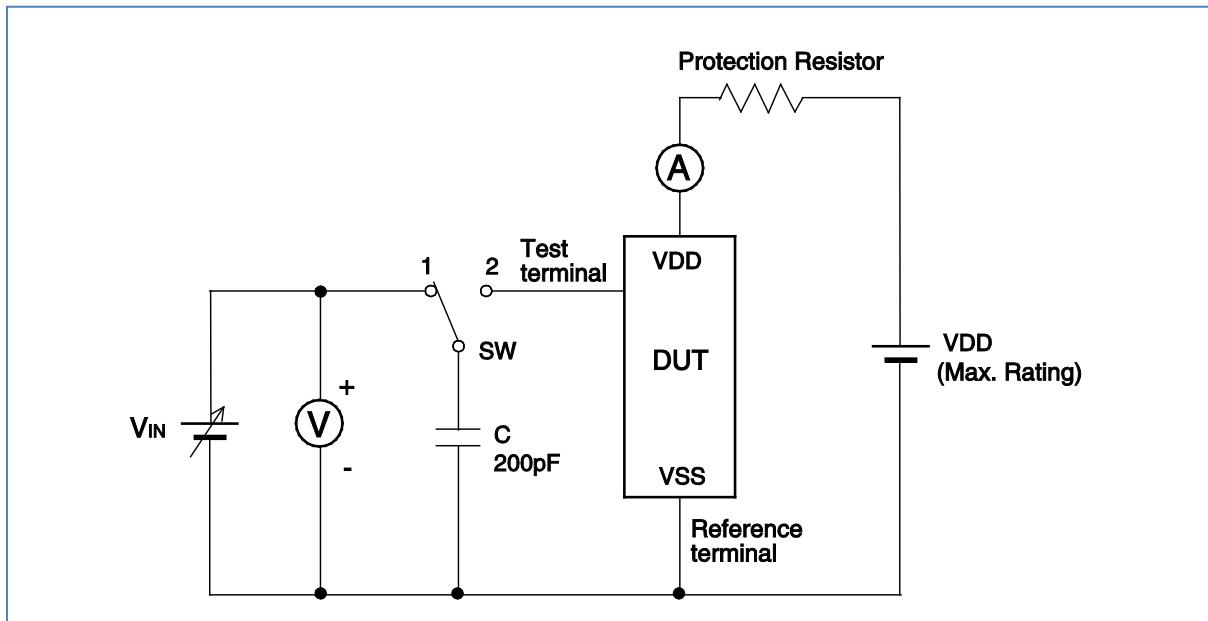 Protection Resistor
A
Test
terminal
1
2
VDD
SW
DUT
VDD
(Max. Rating)
+
VIN
V
-
C
200pF
VSS
Reference
terminal